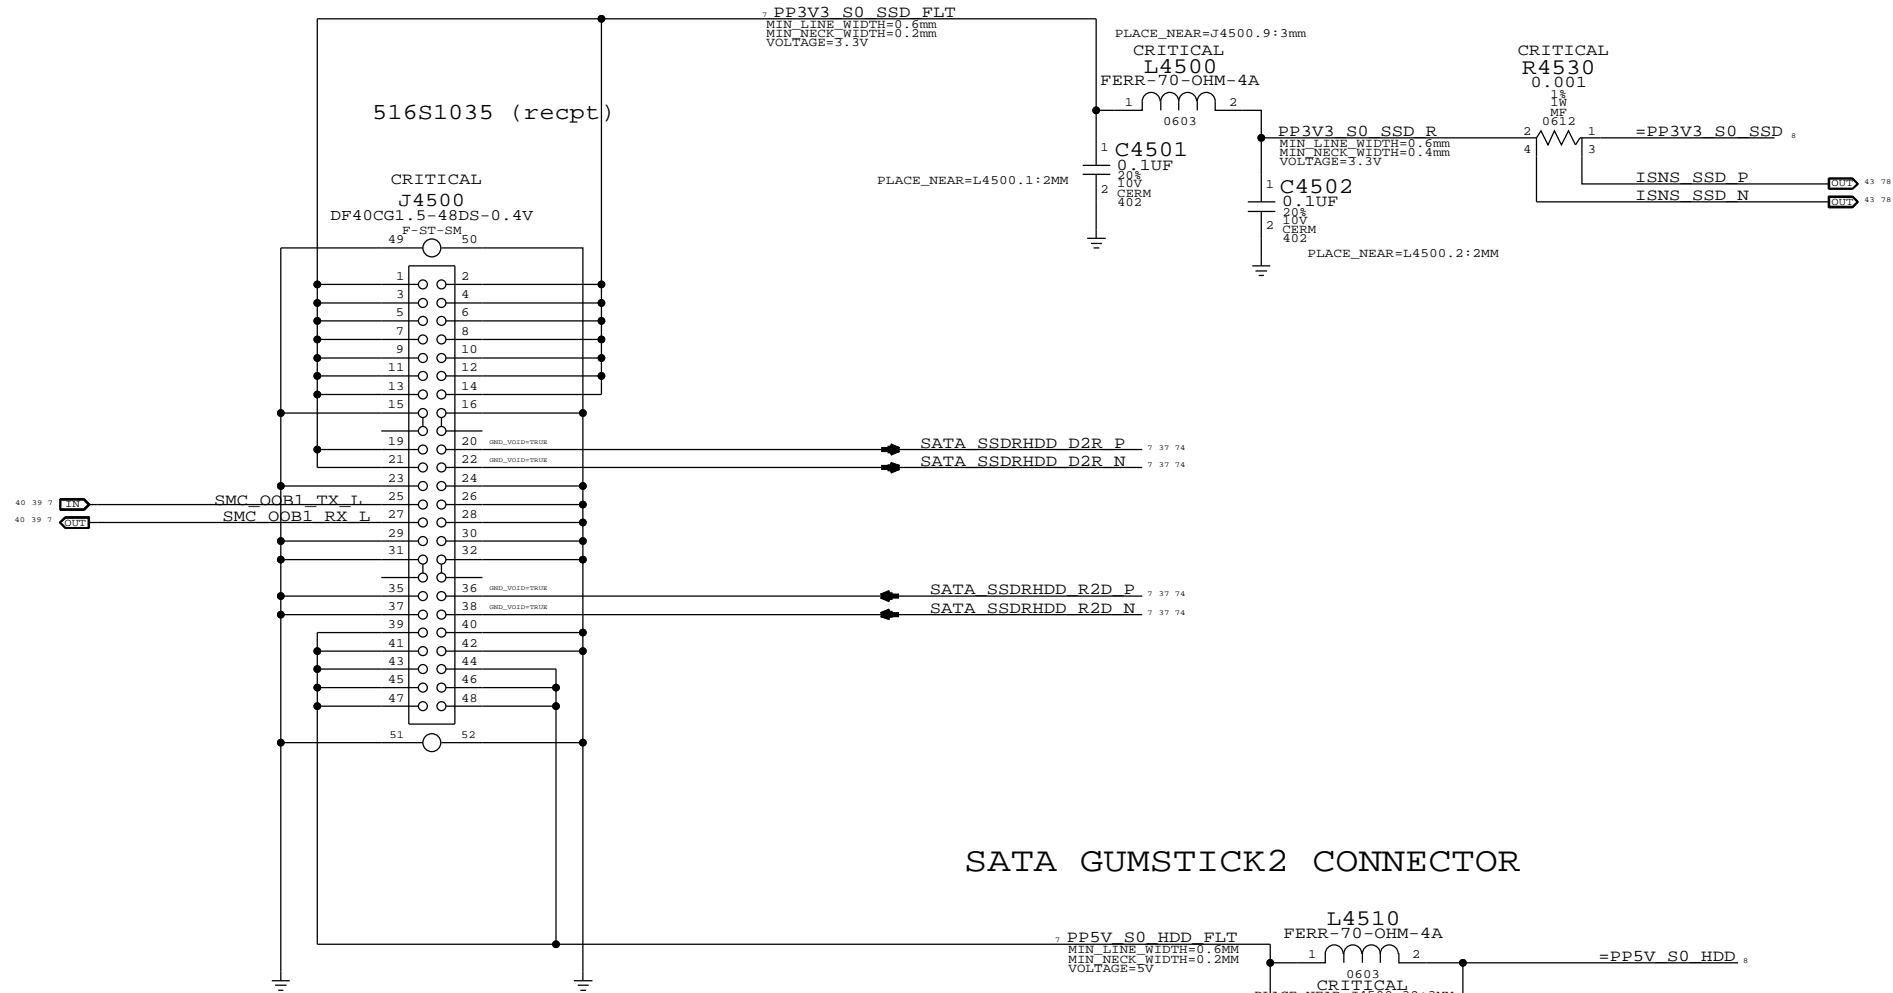 7 PP3V3_S0_SSD_FLT
MIN_LINE_WIDTH=0.6mm
MIN_NECK_WIDTH=0.2mm
VOLTAGE=3.3V
PLACE_NEAR=J4500.9:3mm
CRITICAL
L4500
FERR-70-OHM-4A
1 2
0603
CRITICAL
R4530
0.001
1%
1W
MF
0612
2 1
4 3
=PP3V3_S0_SSD 8
PP3V3_S0_SSD_R
MIN_LINE_WIDTH=0.6mm
MIN_NECK_WIDTH=0.4mm
VOLTAGE=3.3V
ISNS_SSD_P OUT 43 78
ISNS_SSD_N OUT 43 78
1 C4501
0.1UF
20%
10V
2 CERM
402
PLACE_NEAR=L4500.1:2MM
1 C4502
0.1UF
20%
10V
2 CERM
402
PLACE_NEAR=L4500.2:2MM
516S1035 (recpt)
CRITICAL
J4500
DF40CG1.5-48DS-0.4V
F-ST-SM
49 50
1 2
3 4
5 6
7 8
9 10
11 12
13 14
15 16
19 20 GND_VOID=TRUE SATA_SSDRHDD_D2R_P 7 37 74
21 22 GND_VOID=TRUE SATA_SSDRHDD_D2R_N 7 37 74
23 24
40 39 7 IN SMC_OOB1_TX_L 25 26
40 39 7 OUT SMC_OOB1_RX_L 27 28
29 30
31 32
35 36 GND_VOID=TRUE SATA_SSDRHDD_R2D_P 7 37 74
37 38 GND_VOID=TRUE SATA_SSDRHDD_R2D_N 7 37 74
39 40
41 42
43 44
45 46
47 48
51 52
SATA GUMSTICK2 CONNECTOR
L4510
FERR-70-OHM-4A
7 PP5V_S0_HDD_FLT
MIN_LINE_WIDTH=0.6MM
MIN_NECK_WIDTH=0.2MM
VOLTAGE=5V
1 2
0603
CRITICAL
=PP5V_S0_HDD 8